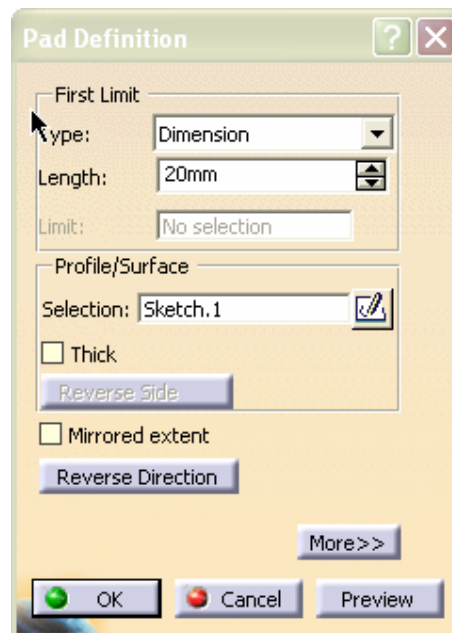 Pad Definition
First Limit
Type: Dimension
Length: 20mm
Limit: No selection
Profile/Surface
Selection: Sketch.1
Thick
Reverse Side
Mirrored extent
Reverse Direction
More>>
OK Cancel Preview